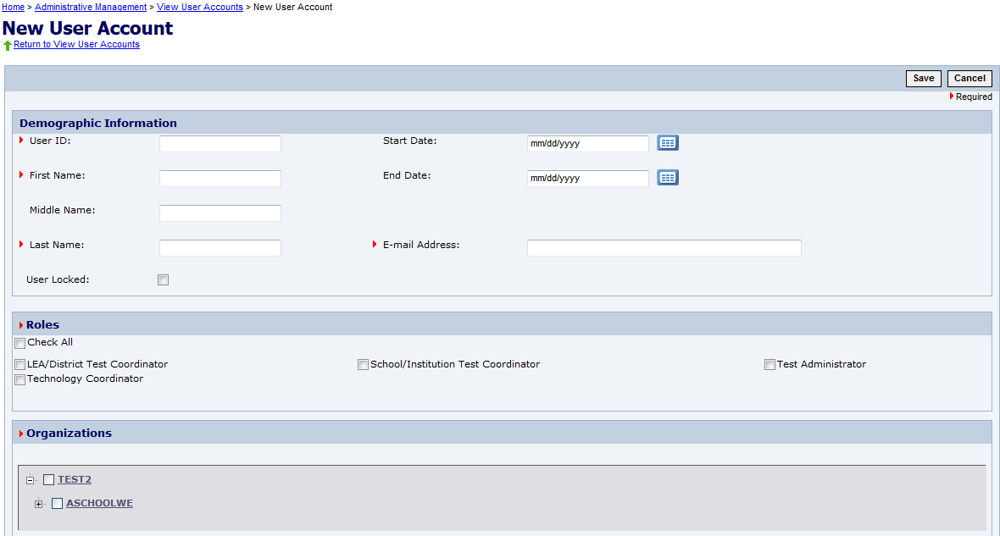 Home > Administrative Management > View User Accounts > New User Account
New User Account
Return to View User Accounts
Save Cancel
Required
Demographic Information
User ID: Start Date: mm/dd/yyyy
First Name: End Date: mm/dd/yyyy
Middle Name:
Last Name: E-mail Address:
User Locked:
Roles
Check All
LEA/District Test Coordinator School/Institution Test Coordinator Test Administrator
Technology Coordinator
Organizations
TEST2
ASCHOOLWE